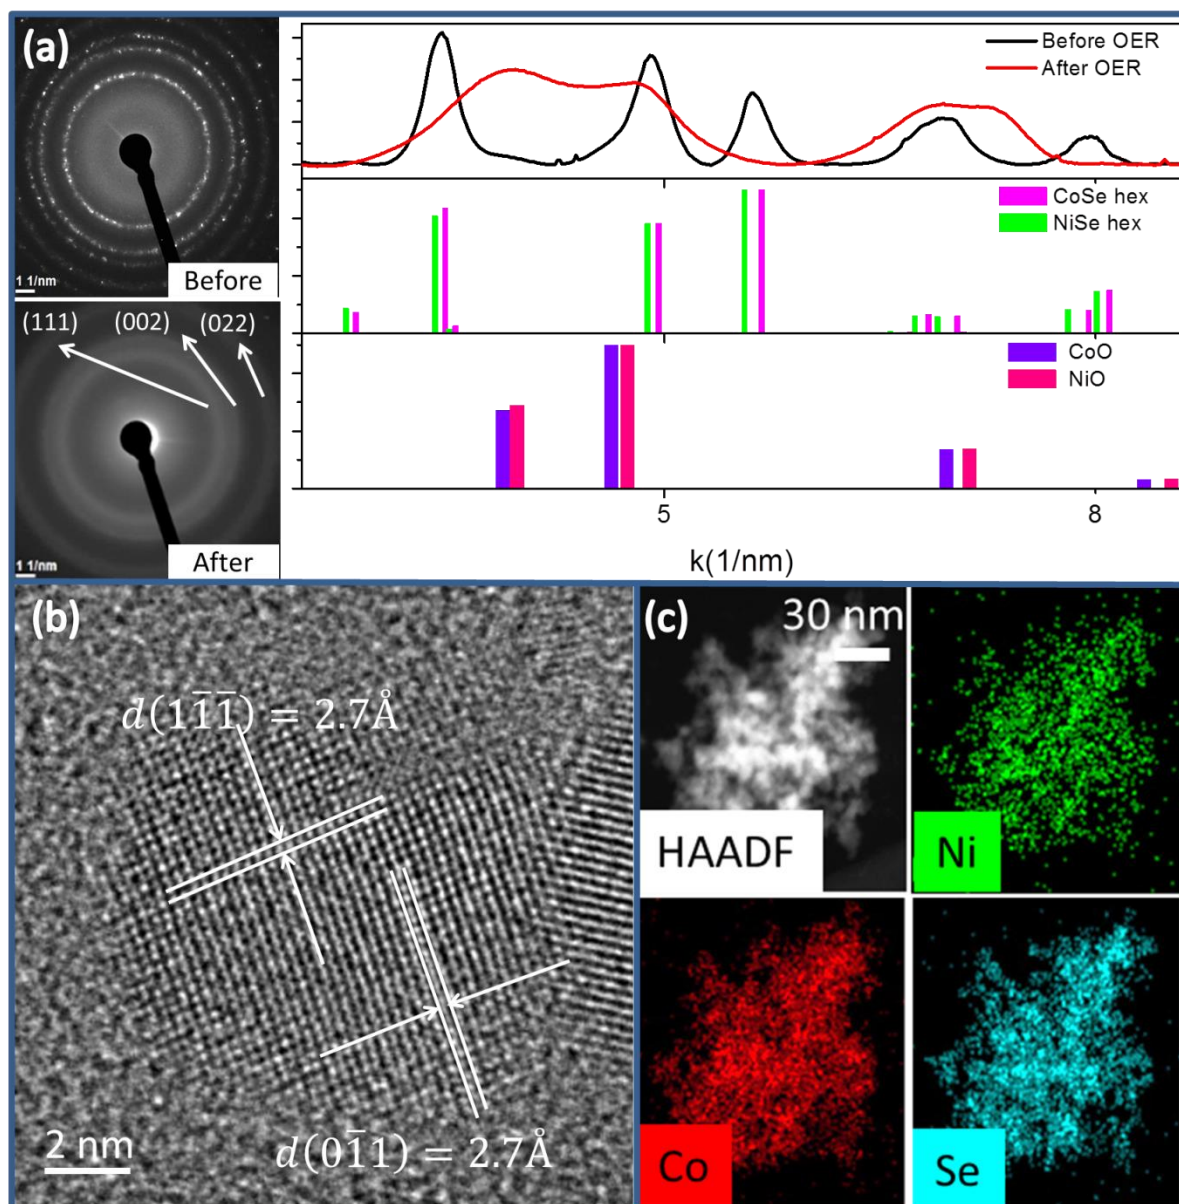 (a)
1 1/nm
Before
(111) (002) (022)
1 1/nm
After
Before OER
After OER
CoSe hex
NiSe hex
CoO
NiO
5 8
k(1/nm)
(b)
d(11̅1̅) = 2.7Å
2 nm
d(01̅1) = 2.7Å
(c)
30 nm
HAADF
Ni
Co
Se